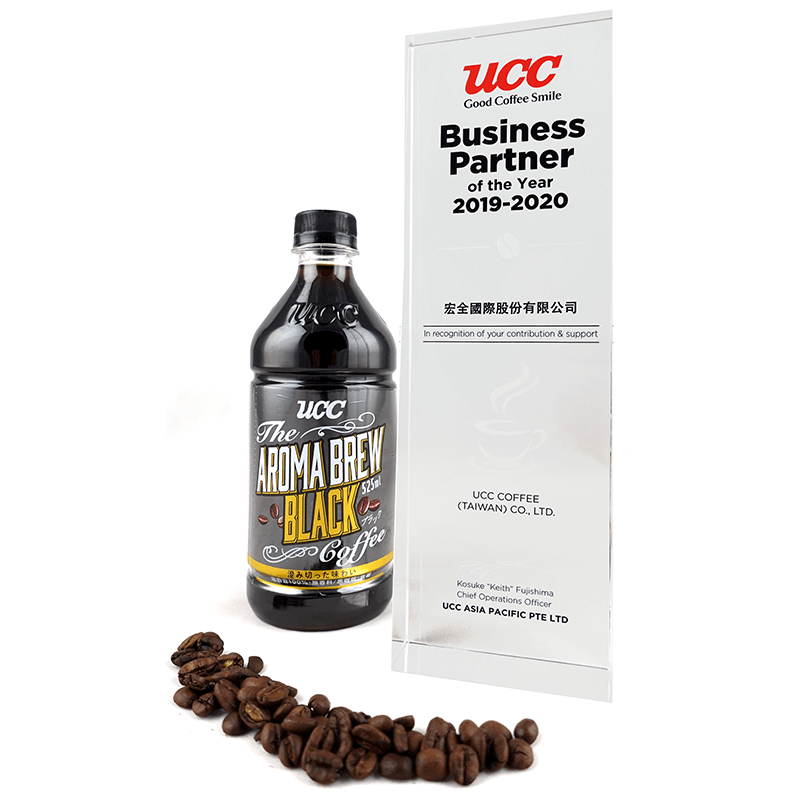 UCC
Good Coffee Smile
Business
Partner
of the Year
2019-2020
宏全國際股份有限公司
In recognition of your contribution & support
UCC COFFEE
(TAIWAN) CO., LTD.
Kosuke "Keith" Fujishima
Chief Operations Officer
UCC ASIA PACIFIC PTE LTD
UCC
UCC
The
AROMA BREW
525ml
BLACK
ブラック
Coffee
澄み切った味わい